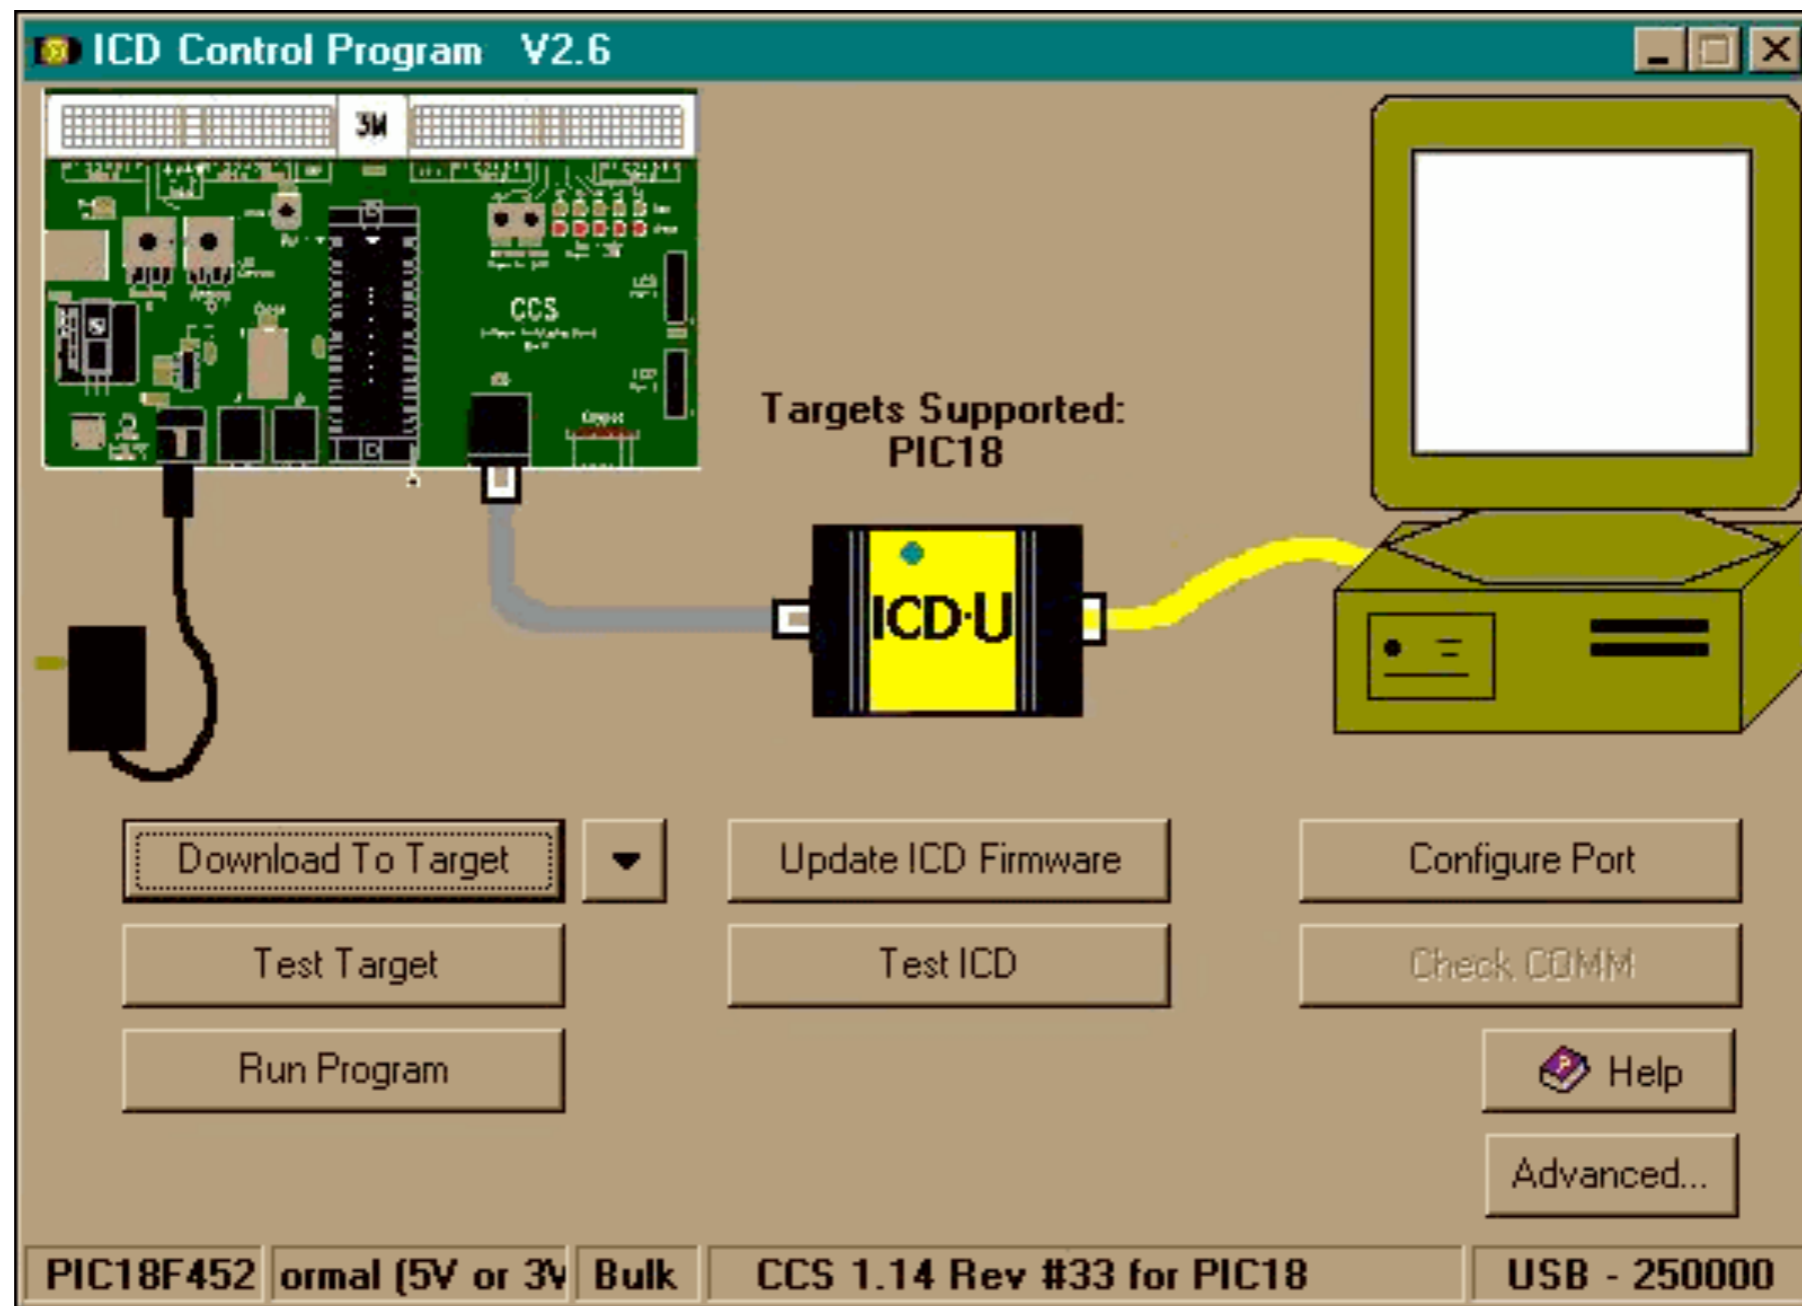 ICD Control Program V2.6
3M
CCS
Targets Supported:
PIC18
ICD·U
Download To Target
Update ICD Firmware
Configure Port
Test Target
Test ICD
Check COMM
Run Program
Help
Advanced...
PIC18F452
ormal (5V or 3V
Bulk
CCS 1.14 Rev #33 for PIC18
USB - 250000